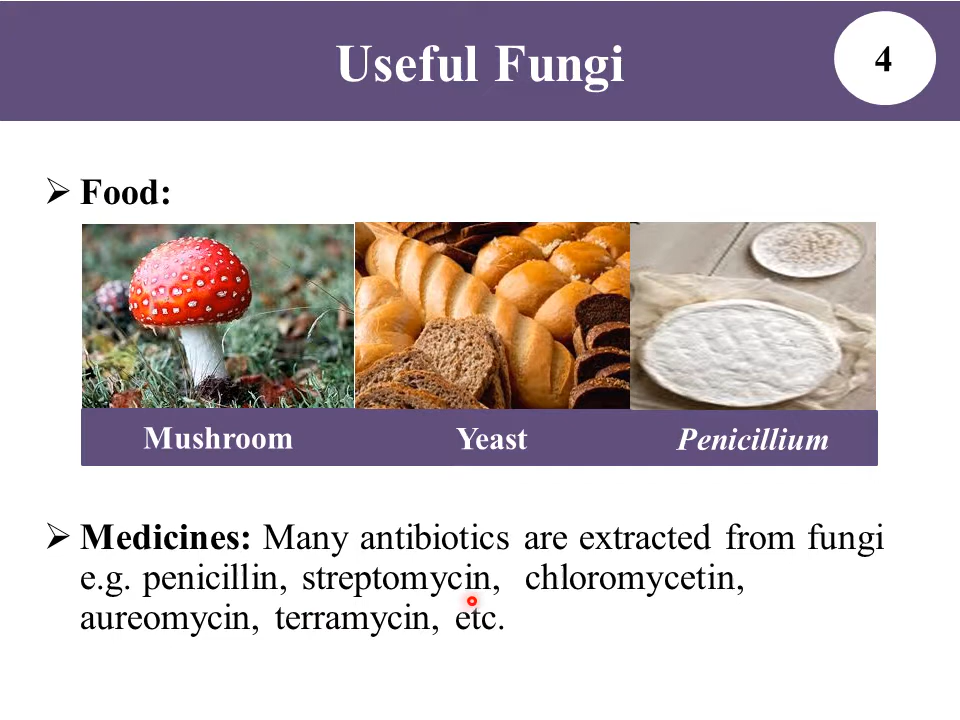 Useful Fungi
4
➢ Food:
Mushroom
Yeast
Penicillium
➢ Medicines: Many antibiotics are extracted from fungi
e.g. penicillin, streptomycin, chloromycetin,
aureomycin, terramycin, etc.